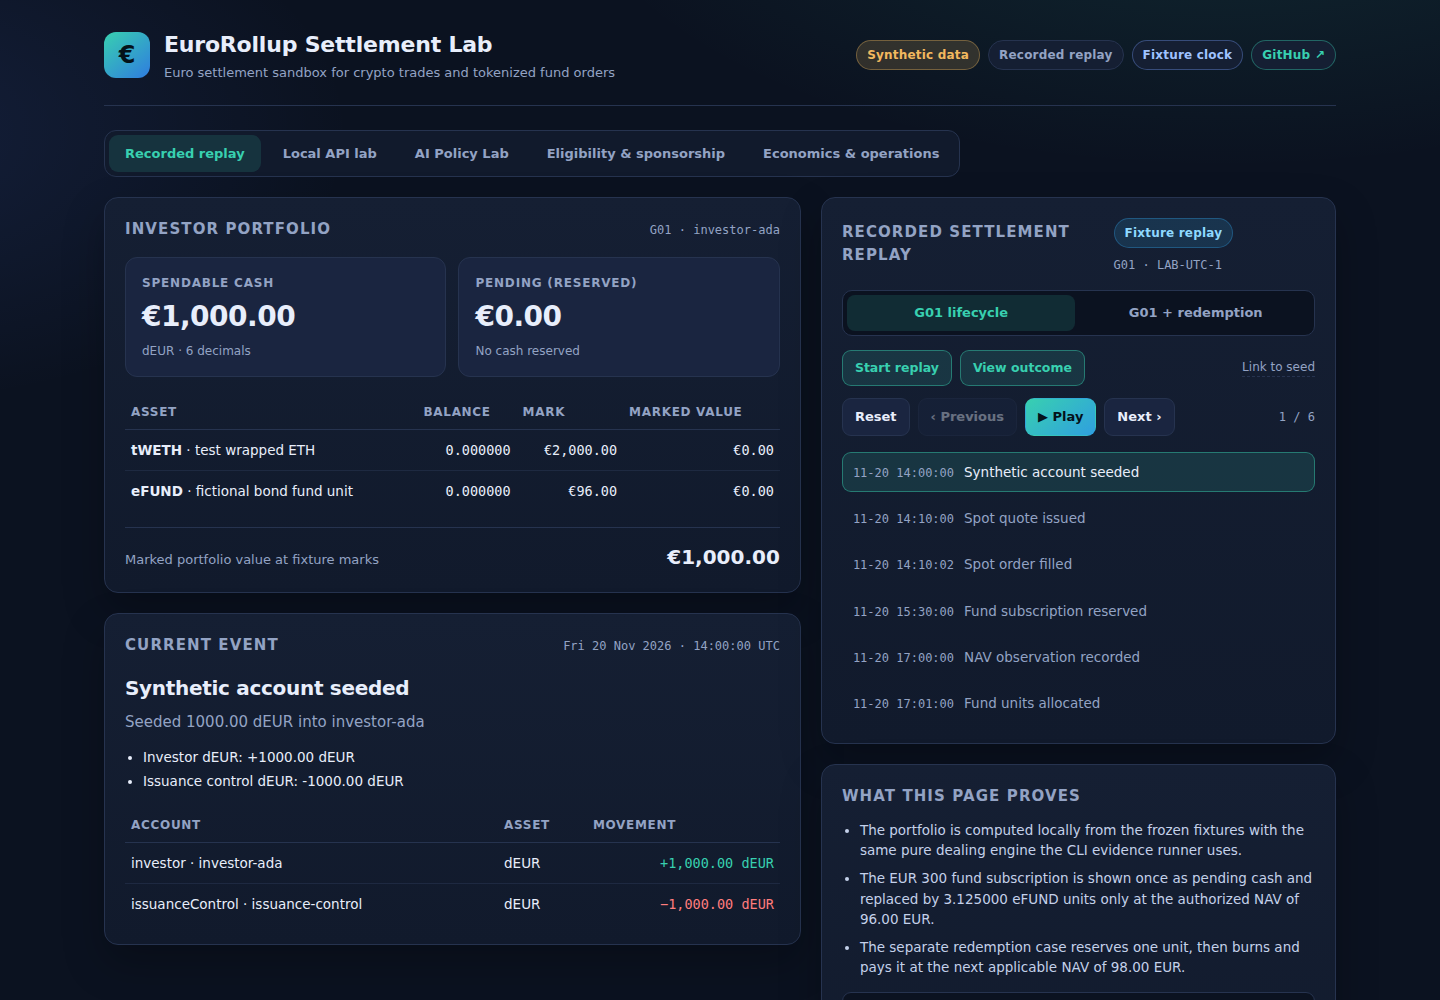 €
EuroRollup Settlement Lab
Euro settlement sandbox for crypto trades and tokenized fund orders
Synthetic data
Recorded replay
Fixture clock
GitHub ↗
Recorded replay
Local API lab
AI Policy Lab
Eligibility & sponsorship
Economics & operations
INVESTOR PORTFOLIO
G01 · investor-ada
SPENDABLE CASH
€1,000.00
dEUR · 6 decimals
PENDING (RESERVED)
€0.00
No cash reserved
ASSET BALANCE MARK MARKED VALUE
tWETH · test wrapped ETH 0.000000 €2,000.00 €0.00
eFUND · fictional bond fund unit 0.000000 €96.00 €0.00
Marked portfolio value at fixture marks €1,000.00
CURRENT EVENT
Fri 20 Nov 2026 · 14:00:00 UTC
Synthetic account seeded
Seeded 1000.00 dEUR into investor-ada
• Investor dEUR: +1000.00 dEUR
• Issuance control dEUR: -1000.00 dEUR
ACCOUNT ASSET MOVEMENT
investor · investor-ada dEUR +1,000.00 dEUR
issuanceControl · issuance-control dEUR −1,000.00 dEUR
RECORDED SETTLEMENT
REPLAY
Fixture replay
G01 · LAB-UTC-1
G01 lifecycle
G01 + redemption
Start replay
View outcome
Link to seed
Reset
‹ Previous
▶ Play
Next ›
1 / 6
11-20 14:00:00 Synthetic account seeded
11-20 14:10:00 Spot quote issued
11-20 14:10:02 Spot order filled
11-20 15:30:00 Fund subscription reserved
11-20 17:00:00 NAV observation recorded
11-20 17:01:00 Fund units allocated
WHAT THIS PAGE PROVES
• The portfolio is computed locally from the frozen fixtures with the
same pure dealing engine the CLI evidence runner uses.
• The EUR 300 fund subscription is shown once as pending cash and
replaced by 3.125000 eFUND units only at the authorized NAV of
96.00 EUR.
• The separate redemption case reserves one unit, then burns and
pays it at the next applicable NAV of 98.00 EUR.